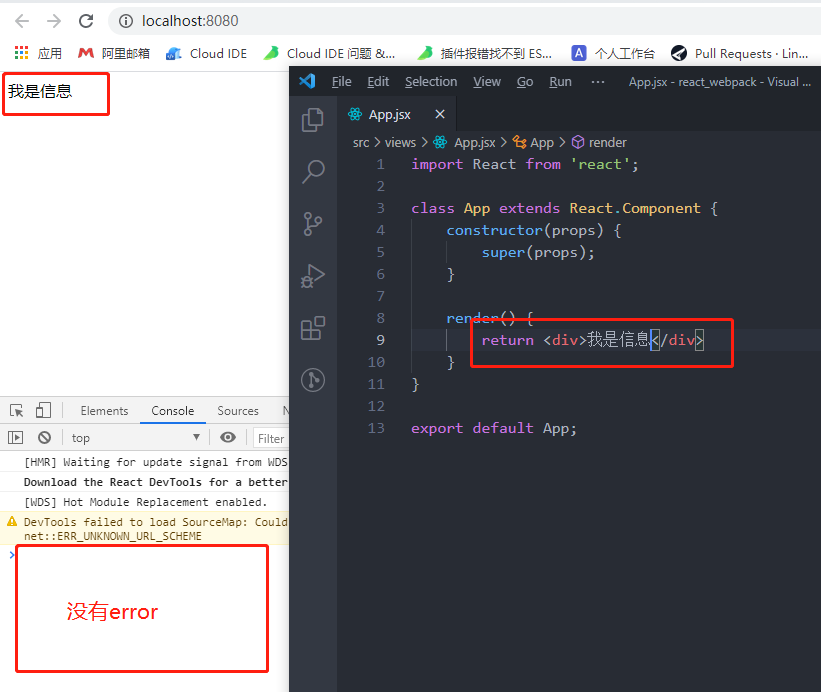 localhost:8080
应用 阿里邮箱 Cloud IDE Cloud IDE 问题 &... 插件报错找不到 ES... 个人工作台 Pull Requests · Lin...
我是信息
File Edit Selection View Go Run ··· App.jsx - react_webpack - Visual ...
App.jsx ×
src > views > App.jsx > App > render
1 import React from 'react';
2
3 class App extends React.Component {
4 constructor(props) {
5 super(props);
6 }
7
8 render() {
9 return <div>我是信息</div>
10 }
11 }
12
13 export default App;
Elements Console Sources
top Filter
[HMR] Waiting for update signal from WDS
Download the React DevTools for a better
[WDS] Hot Module Replacement enabled.
DevTools failed to load SourceMap: Could
net::ERR_UNKNOWN_URL_SCHEME
没有error